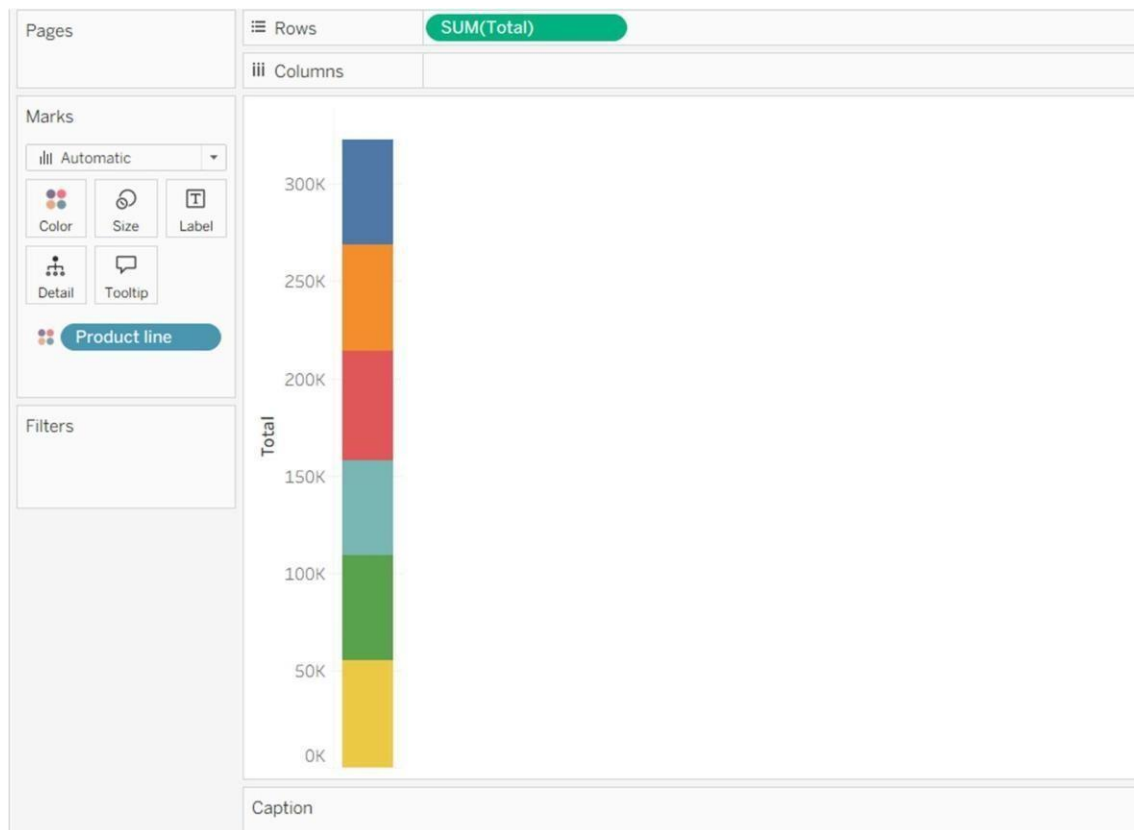 Pages
Rows
SUM(Total)
Columns
Marks
Automatic
Color
Size
Label
Detail
Tooltip
Product line
Filters
Total
300K
250K
200K
150K
100K
50K
0K
Caption